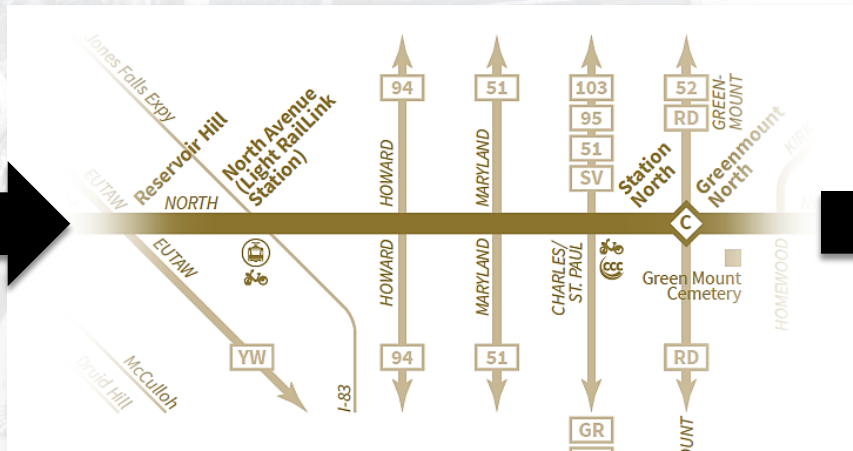 Jones Falls Expy
Reservoir Hill
North Avenue
(Light RailLink
Station)
94
51
103
95
51
SV
52
RD
GREEN-
MOUNT
HOWARD
MARYLAND
Station
North
Greenmount
North
EUTAW
NORTH
C
EUTAW
HOWARD
MARYLAND
CHARLES/
ST. PAUL
CCC
Green Mount
Cemetery
HOMEWOOD
YW
94
51
RD
McCulloh
Druid Hill
I-83
GR